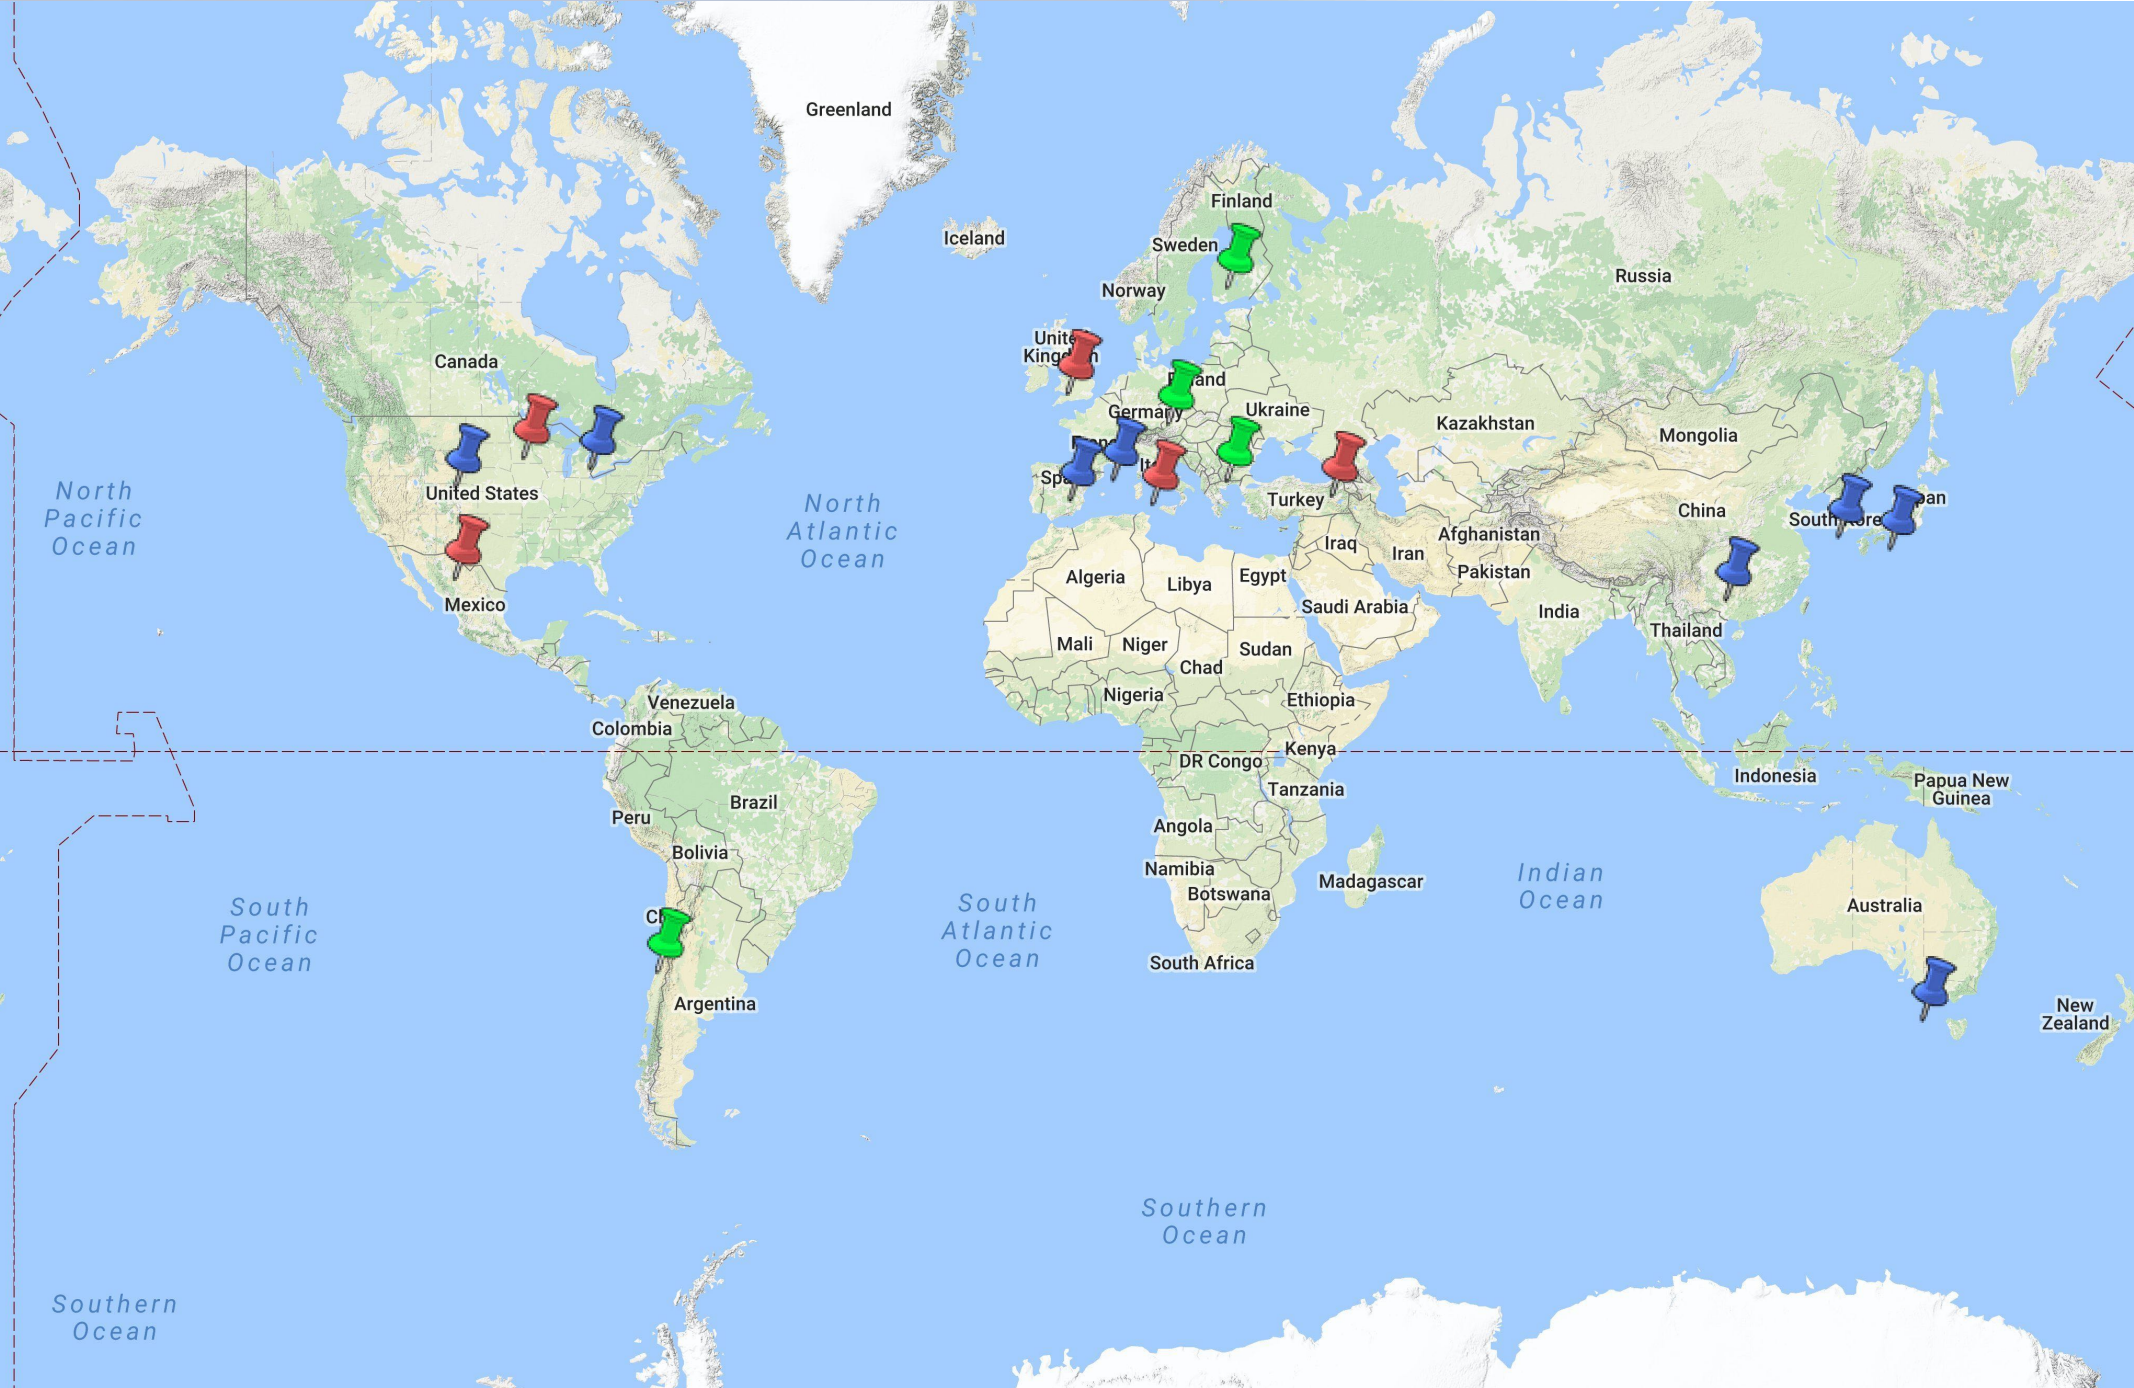 Greenland
Finland
Iceland
Sweden
Russia
Norway
Canada
Poland
Germany
Ukraine
Kazakhstan
Mongolia
North
Pacific
Ocean
United States
North
Atlantic
Ocean
Turkey
China
Afghanistan
Iraq
Iran
Pakistan
Algeria
Libya
Egypt
Saudi Arabia
India
Mexico
Thailand
Mali
Niger
Sudan
Chad
Nigeria
Ethiopia
Venezuela
Colombia
Kenya
DR Congo
Indonesia
Papua New
Guinea
Tanzania
Brazil
Peru
Angola
Bolivia
Namibia
Botswana
Madagascar
Indian
Ocean
Australia
South
Pacific
Ocean
South
Atlantic
Ocean
South Africa
Argentina
New
Zealand
Southern
Ocean
Southern
Ocean